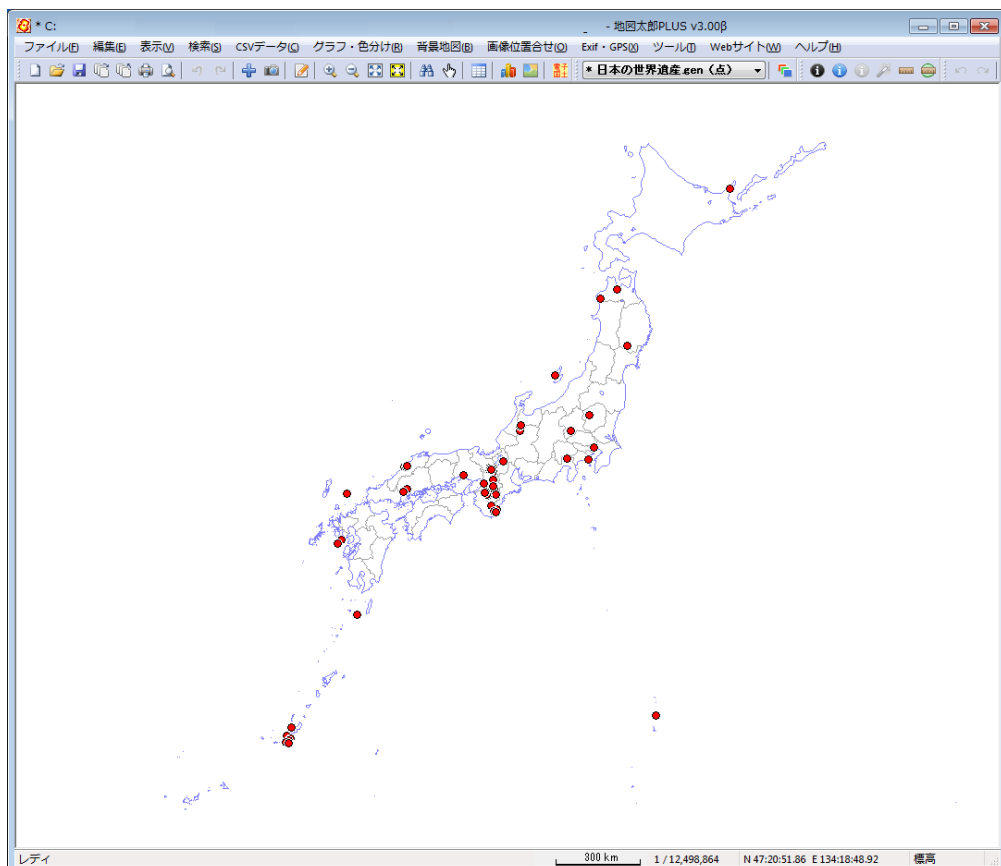 * C: _ - 地図太郎PLUS v3.00β
ファイル(F) 編集(E) 表示(V) 検索(S) CSVデータ(C) グラフ・色分け(R) 背景地図(B) 画像位置合せ(O) Exif・GPS(X) ツール(T) Webサイト(W) ヘルプ(H)
* 日本の世界遺産.gen（点）
レディ 300 km 1 / 12,498,864 N 47:20:51.86 E 134:18:48.92 標高